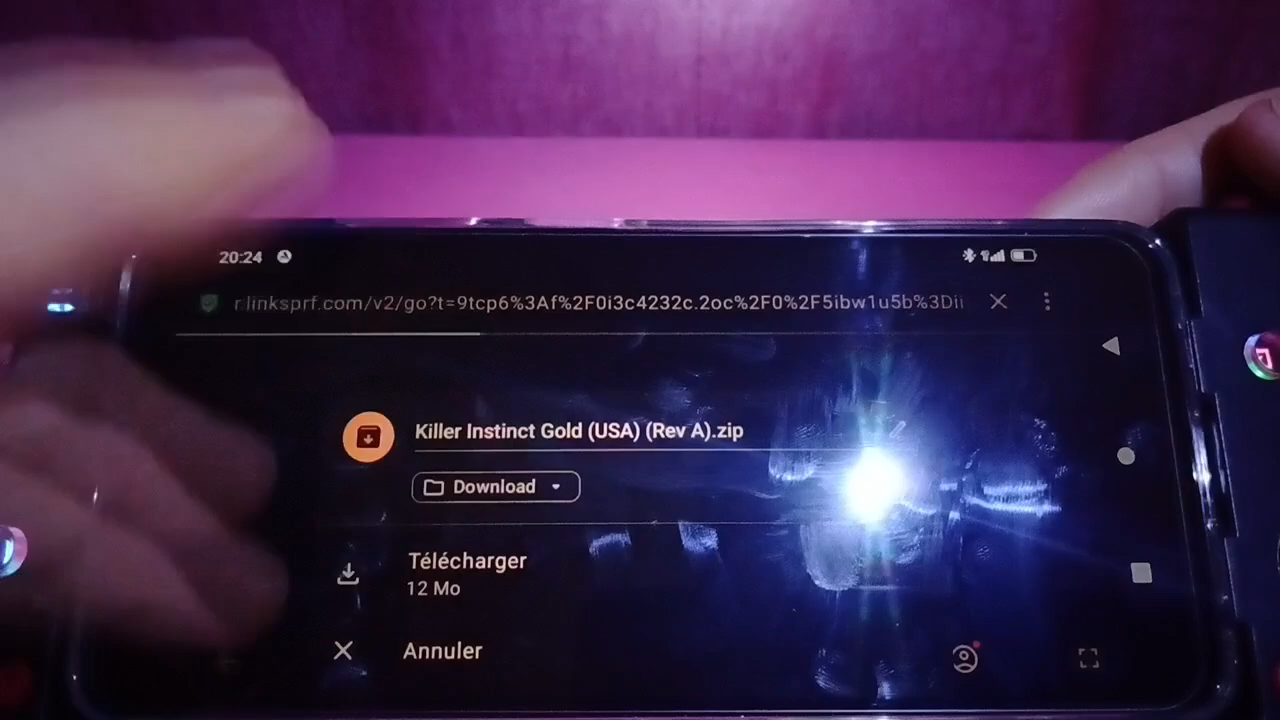 20:24
r.linksprf.com/v2/go?t=9tcp6%3Af%2F0i3c4232c.2oc%2F0%2F5ibw1u5b%3Dii
Killer Instinct Gold (USA) (Rev A).zip
Download
Télécharger
12 Mo
Annuler